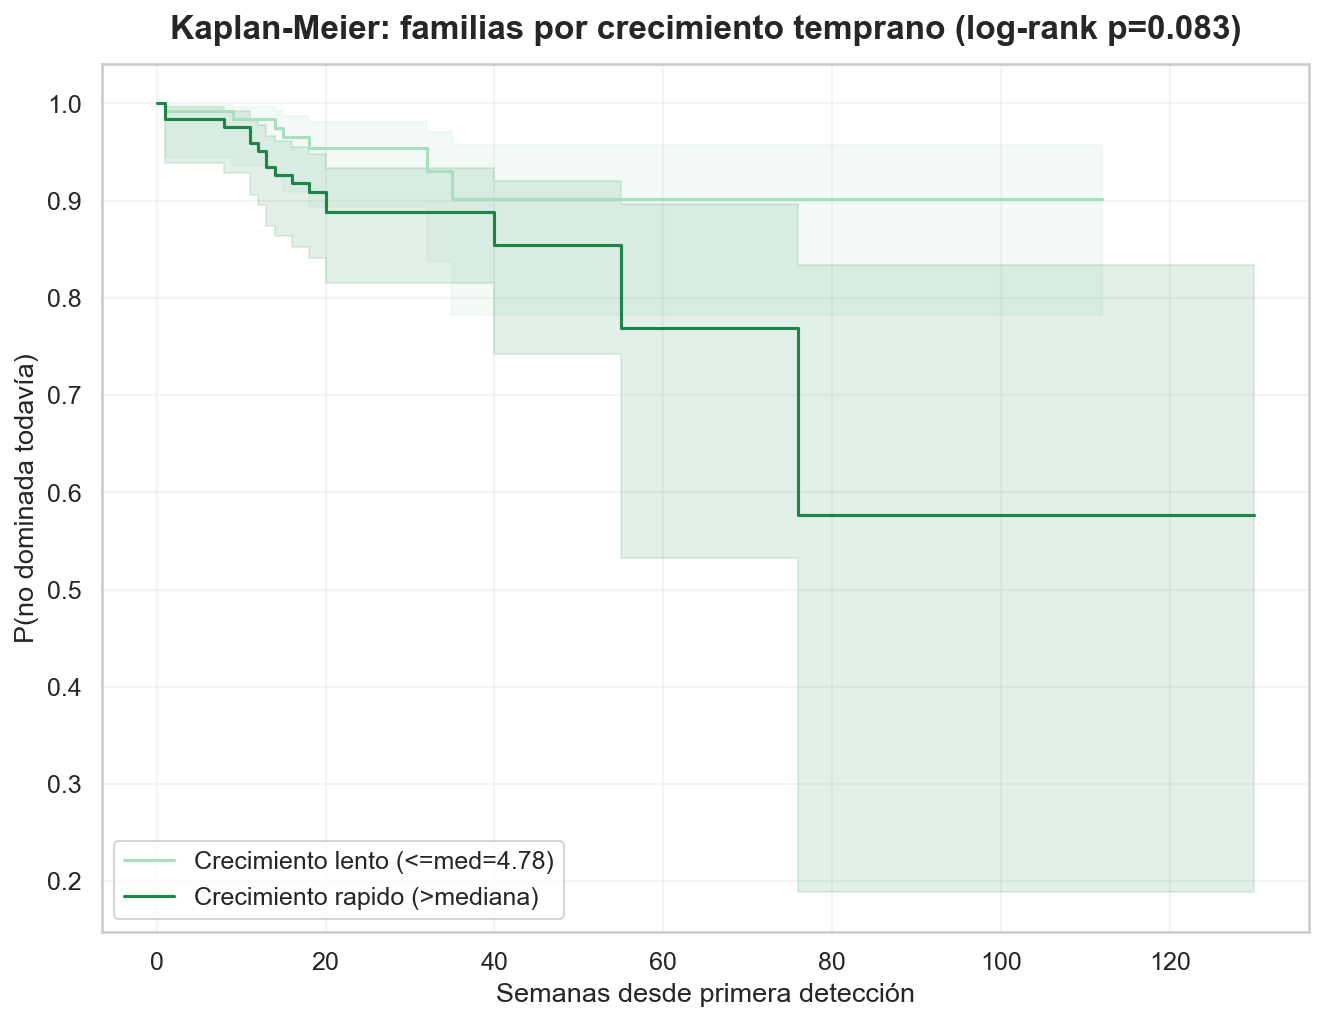 Kaplan-Meier: familias por crecimiento temprano (log-rank p=0.083)
P(no dominada todavía)
1.0
0.9
0.8
0.7
0.6
0.5
0.4
0.3
0.2
Crecimiento lento (<=med=4.78)
Crecimiento rapido (>mediana)
0 20 40 60 80 100 120
Semanas desde primera detección